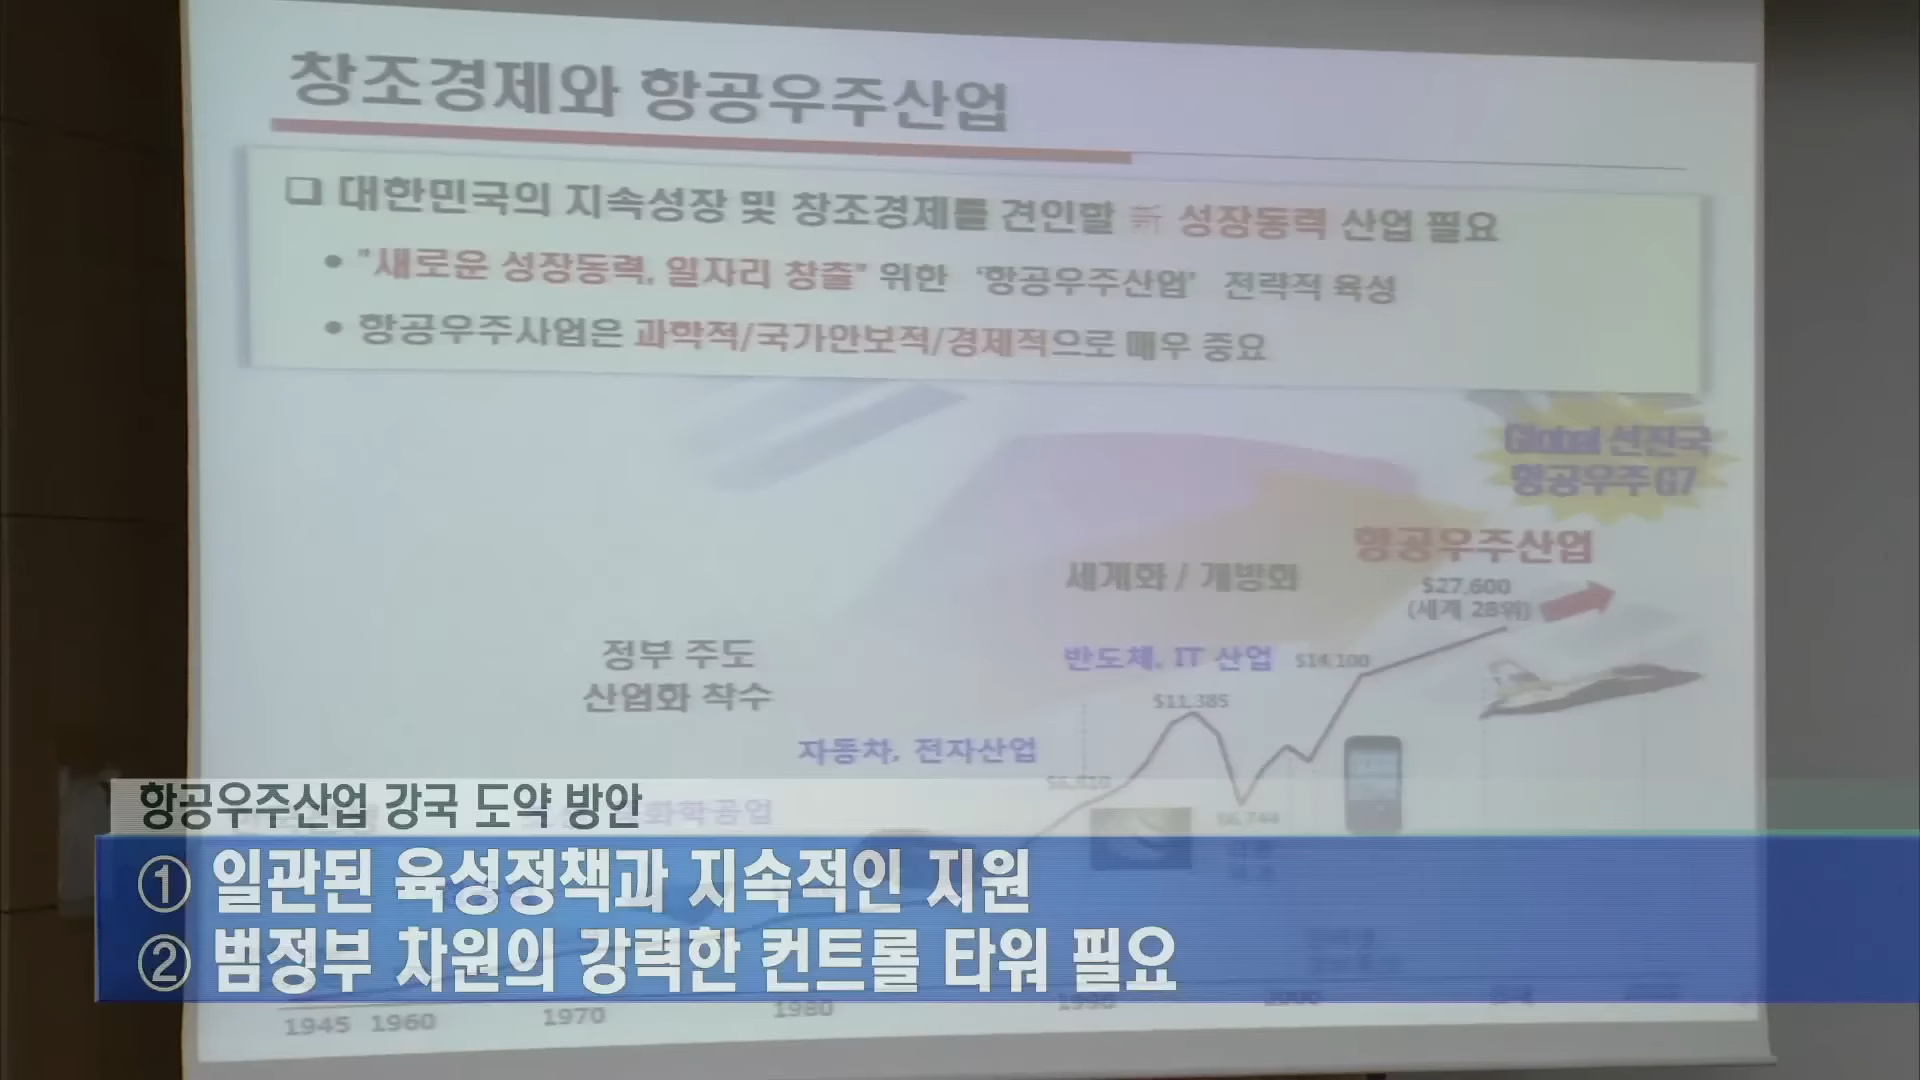 창조경제와 항공우주산업
❏ 대한민국의 지속성장 및 창조경제를 견인할 新 성장동력 산업 필요
• "새로운 성장동력, 일자리 창출" 위한 '항공우주산업' 전략적 육성
• 항공우주사업은 과학적/국가안보적/경제적으로 매우 중요
Global 선진국
항공우주 G7
항공우주산업
세계화 / 개방화
$27,600
(세계 28위)
정부 주도
산업화 착수
반도체, IT 산업
$14,100
$11,385
자동차, 전자산업
$6,744
화학공업
항공우주산업 강국 도약 방안
① 일관된 육성정책과 지속적인 지원
② 범정부 차원의 강력한 컨트롤 타워 필요
1945 1960 1970 1980 1990 2000